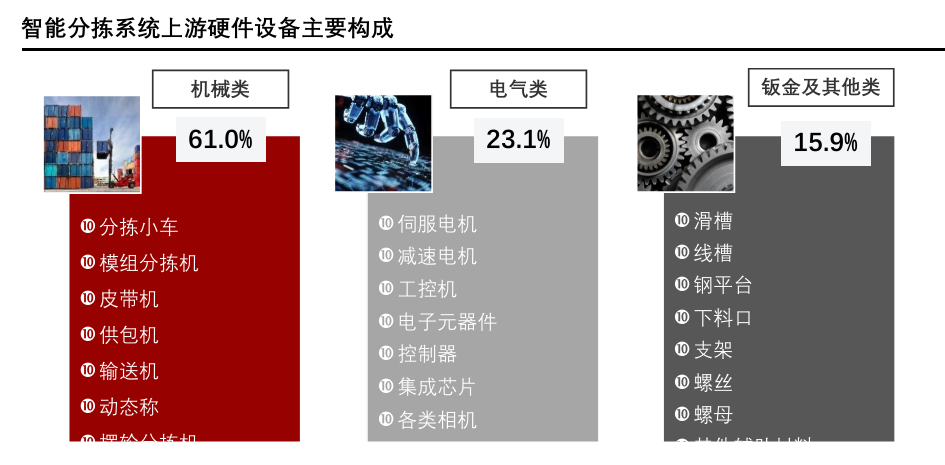 智能分拣系统上游硬件设备主要构成
机械类
61.0%
❿分拣小车
❿模组分拣机
❿皮带机
❿供包机
❿输送机
❿动态称
❿摆轮分拣机
电气类
23.1%
❿伺服电机
❿减速电机
❿工控机
❿电子元器件
❿控制器
❿集成芯片
❿各类相机
钣金及其他类
15.9%
❿滑槽
❿线槽
❿钢平台
❿下料口
❿支架
❿螺丝
❿螺母